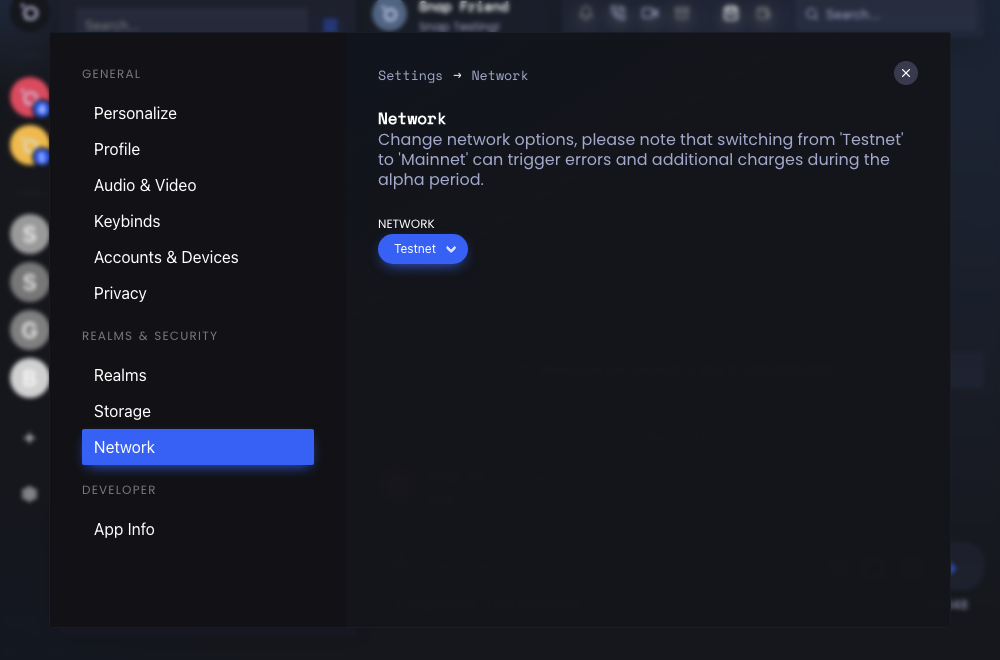 Search...
Snap Friend
Snap Testing!
Search...
GENERAL
Personalize
Profile
Audio & Video
Keybinds
Accounts & Devices
Privacy
REALMS & SECURITY
Realms
Storage
Network
DEVELOPER
App Info
Settings → Network
Network
Change network options, please note that switching from 'Testnet'
to 'Mainnet' can trigger errors and additional charges during the
alpha period.
NETWORK
Testnet
S
S
G